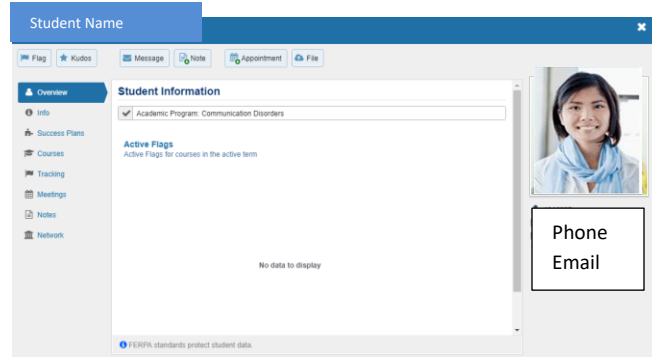 Student Name
Flag Kudos Message Note Appointment File
Overview
Info
Success Plans
Courses
Tracking
Meetings
Notes
Network
Student Information
Academic Program: Communication Disorders
Active Flags
Active Flags for courses in the active term
No data to display
FERPA standards protect student data.
Phone
Email